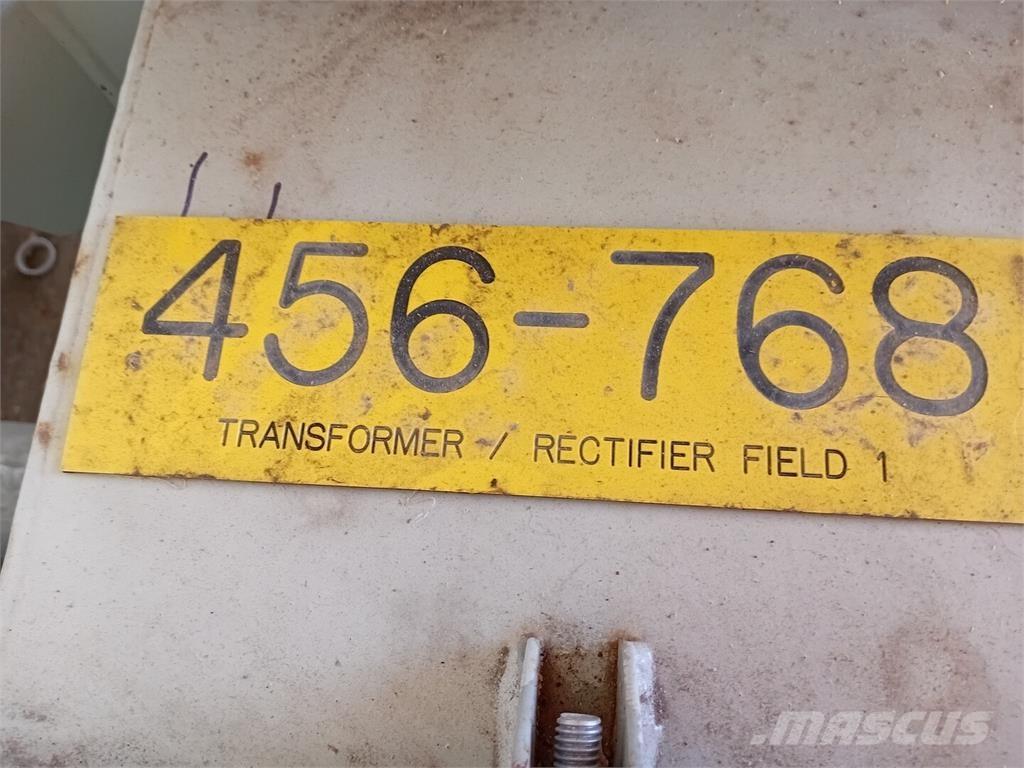 456-768
TRANSFORMER / RECTIFIER FIELD 1
MASCUS